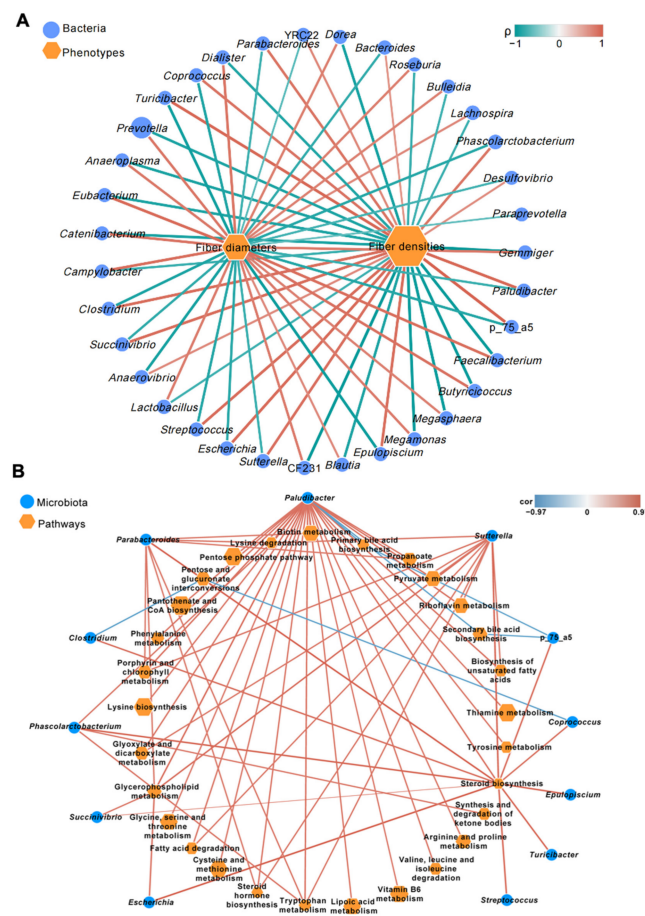 A
Bacteria
Phenotypes
YRC22
Dorea
Parabacteroides
Bacteroides
ρ
−1
0
1
Dialister
Roseburia
Coprococcus
Bulleidia
Turicibacter
Lachnospira
Prevotella
Phascolarctobacterium
Anaeroplasma
Desulfovibrio
Eubacterium
Paraprevotella
Catenibacterium
Fiber diameters
Fiber densities
Gemmiger
Campylobacter
Paludibacter
Clostridium
p_75_a5
Succinivibrio
Faecalibacterium
Anaerovibrio
Butyricicoccus
Lactobacillus
Megasphaera
Streptococcus
Megamonas
Escherichia
Epulopiscium
Sutterella
CF231
Blautia
B
Microbiota
Pathways
Paludibacter
cor
−0.97
0
0.9
Parabacteroides
Sutterella
Biotin metabolism
Lysine degradation
Primary bile acid
biosynthesis
Pentose phosphate pathway
Propanoate
metabolism
Pentose and
glucuronate
interconversions
Pyruvate metabolism
Pantothenate and
CoA biosynthesis
Riboflavin metabolism
Clostridium
Phenylalanine
metabolism
Secondary bile acid
biosynthesis
p_75_a5
Porphyrin and
chlorophyll
metabolism
Biosynthesis of
unsaturated fatty
acids
Lysine biosynthesis
Thiamine metabolism
Coprococcus
Phascolarctobacterium
Glyoxylate and
dicarboxylate
metabolism
Tyrosine metabolism
Glycerophospholipid
metabolism
Steroid biosynthesis
Epulopiscium
Succinivibrio
Glycine, serine and
threonine
metabolism
Synthesis and
degradation of
ketone bodies
Fatty acid degradation
Arginine and proline
metabolism
Turicibacter
Cysteine and
methionine
metabolism
Valine, leucine and
isoleucine
degradation
Steroid
hormone
biosynthesis
Tryptophan
metabolism
Lipoic acid
metabolism
Vitamin B6
metabolism
Escherichia
Streptococcus